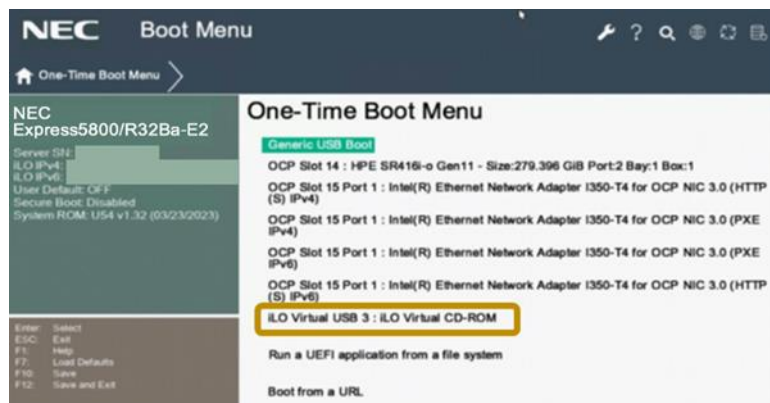 NEC Boot Menu
?
One-Time Boot Menu
NEC
Express5800/R32Ba-E2
Server SN:
iLO IPv4:
iLO IPv6:
User Default: OFF
Secure Boot: Disabled
System ROM: U54 v1.32 (03/23/2023)
Enter: Select
ESC: Exit
F1: Help
F7: Load Defaults
F10: Save
F12: Save and Exit
One-Time Boot Menu
Generic USB Boot
OCP Slot 14 : HPE SR416i-o Gen11 - Size:279.396 GiB Port:2 Bay:1 Box:1
OCP Slot 15 Port 1 : Intel(R) Ethernet Network Adapter I350-T4 for OCP NIC 3.0 (HTTP
(S) IPv4)
OCP Slot 15 Port 1 : Intel(R) Ethernet Network Adapter I350-T4 for OCP NIC 3.0 (PXE
IPv4)
OCP Slot 15 Port 1 : Intel(R) Ethernet Network Adapter I350-T4 for OCP NIC 3.0 (PXE
IPv6)
OCP Slot 15 Port 1 : Intel(R) Ethernet Network Adapter I350-T4 for OCP NIC 3.0 (HTTP
(S) IPv6)
iLO Virtual USB 3 : iLO Virtual CD-ROM
Run a UEFI application from a file system
Boot from a URL